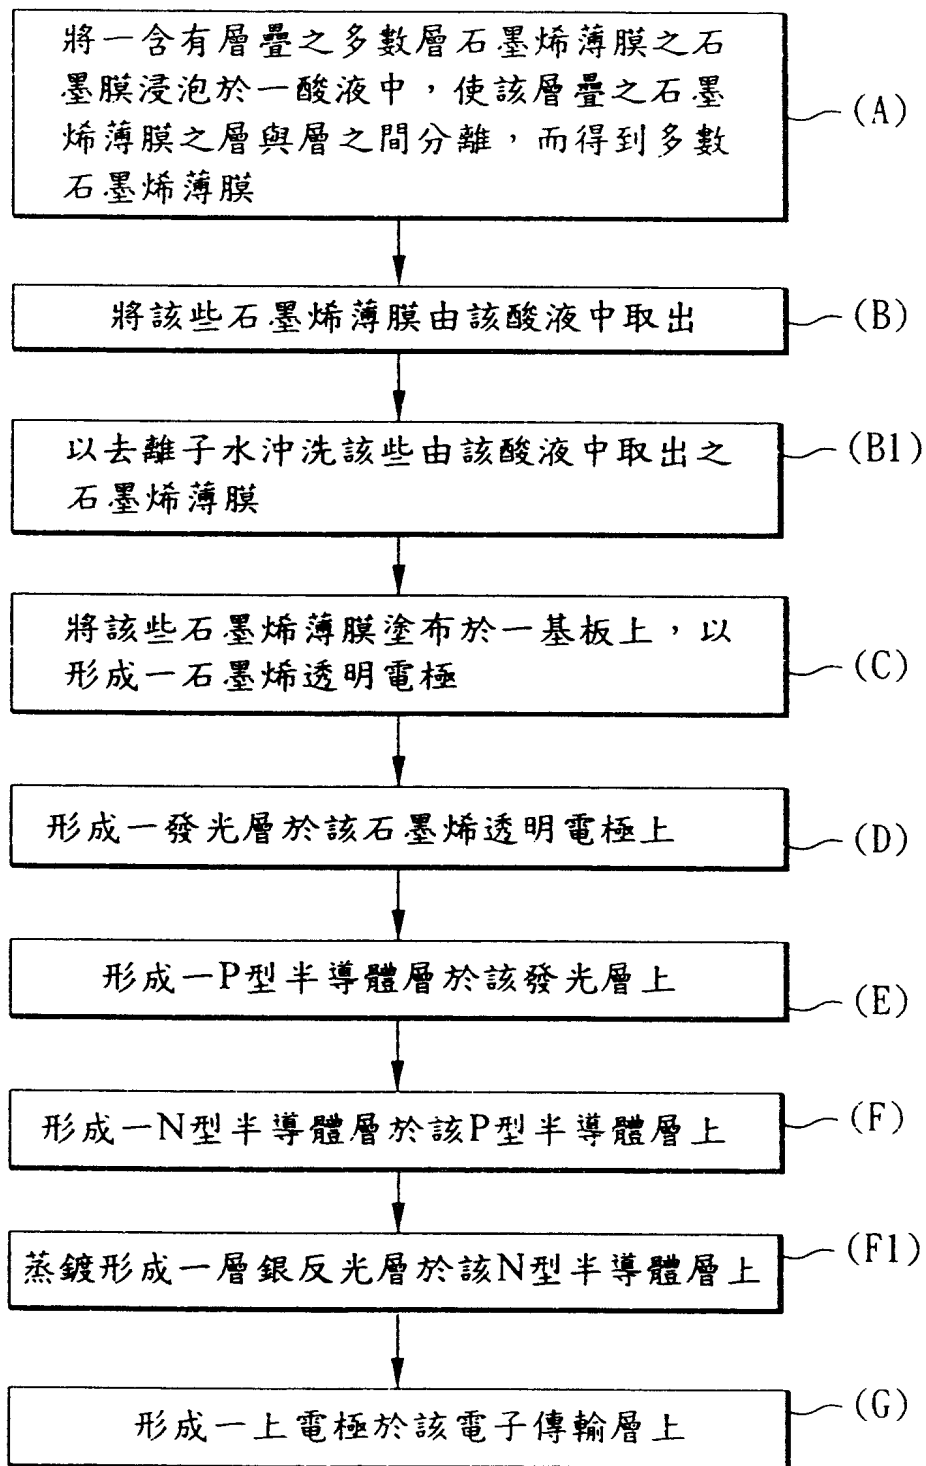 將一含有層疊之多數層石墨烯薄膜之石
墨膜浸泡於一酸液中，使該層疊之石墨
烯薄膜之層與層之間分離，而得到多數
石墨烯薄膜
(A)
將該些石墨烯薄膜由該酸液中取出
(B)
以去離子水沖洗該些由該酸液中取出之
石墨烯薄膜
(B1)
將該些石墨烯薄膜塗布於一基板上，以
形成一石墨烯透明電極
(C)
形成一發光層於該石墨烯透明電極上
(D)
形成一P型半導體層於該發光層上
(E)
形成一N型半導體層於該P型半導體層上
(F)
蒸鍍形成一層銀反光層於該N型半導體層上
(F1)
形成一上電極於該電子傳輸層上
(G)